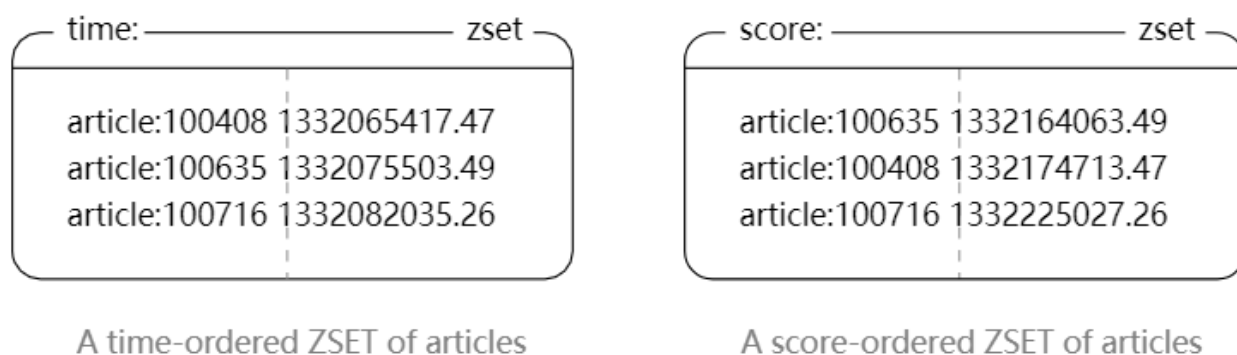 time: zset
article:100408 1332065417.47
article:100635 1332075503.49
article:100716 1332082035.26
A time-ordered ZSET of articles
score: zset
article:100635 1332164063.49
article:100408 1332174713.47
article:100716 1332225027.26
A score-ordered ZSET of articles